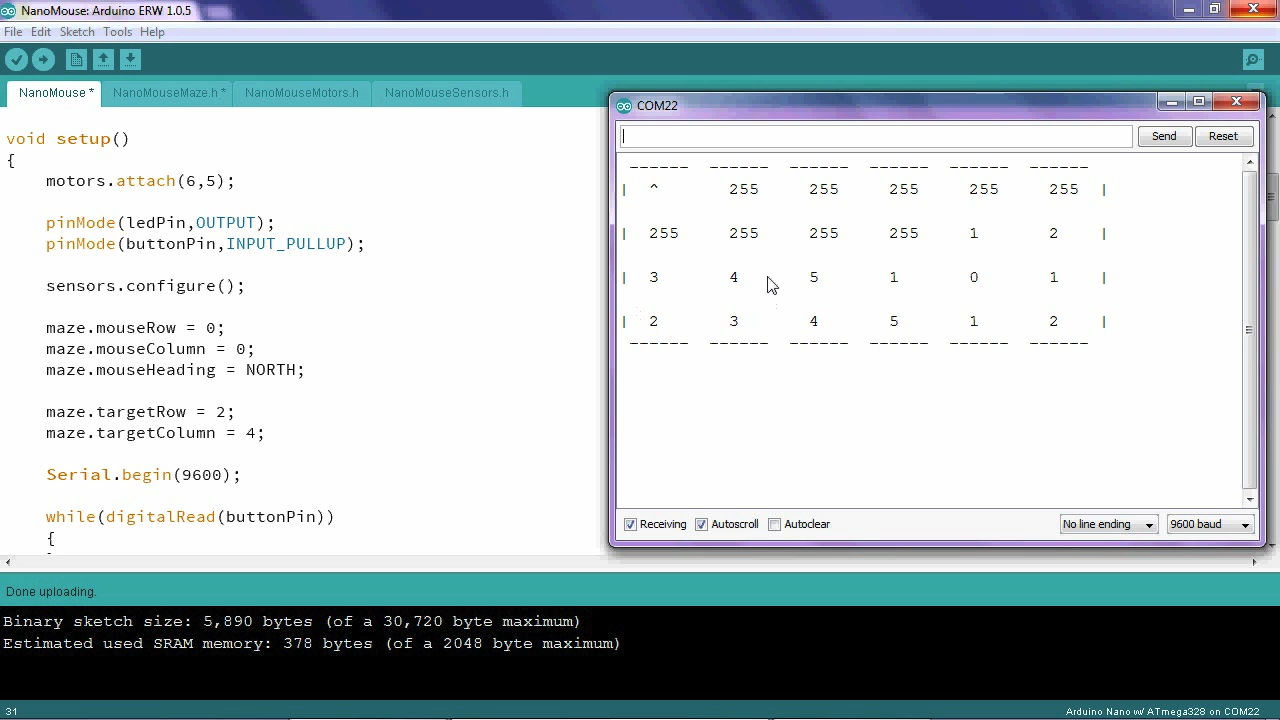 NanoMouse: Arduino ERW 1.0.5
File Edit Sketch Tools Help
NanoMouse * NanoMouseMaze.h * NanoMouseMotors.h NanoMouseSensors.h
void setup()
{
motors.attach(6,5);
pinMode(ledPin,OUTPUT);
pinMode(buttonPin,INPUT_PULLUP);
sensors.configure();
maze.mouseRow = 0;
maze.mouseColumn = 0;
maze.mouseHeading = NORTH;
maze.targetRow = 2;
maze.targetColumn = 4;
Serial.begin(9600);
while(digitalRead(buttonPin))
{
COM22
Send Reset
------ ------ ------ ------ ------ ------
| ^ 255 255 255 255 255 |
| 255 255 255 255 1 2 |
| 3 4 5 1 0 1 |
| 2 3 4 5 1 2 |
------ ------ ------ ------ ------ ------
Receiving Autoscroll Autoclear No line ending 9600 baud
Done uploading.
Binary sketch size: 5,890 bytes (of a 30,720 byte maximum)
Estimated used SRAM memory: 378 bytes (of a 2048 byte maximum)
31 Arduino Nano w/ ATmega328 on COM22